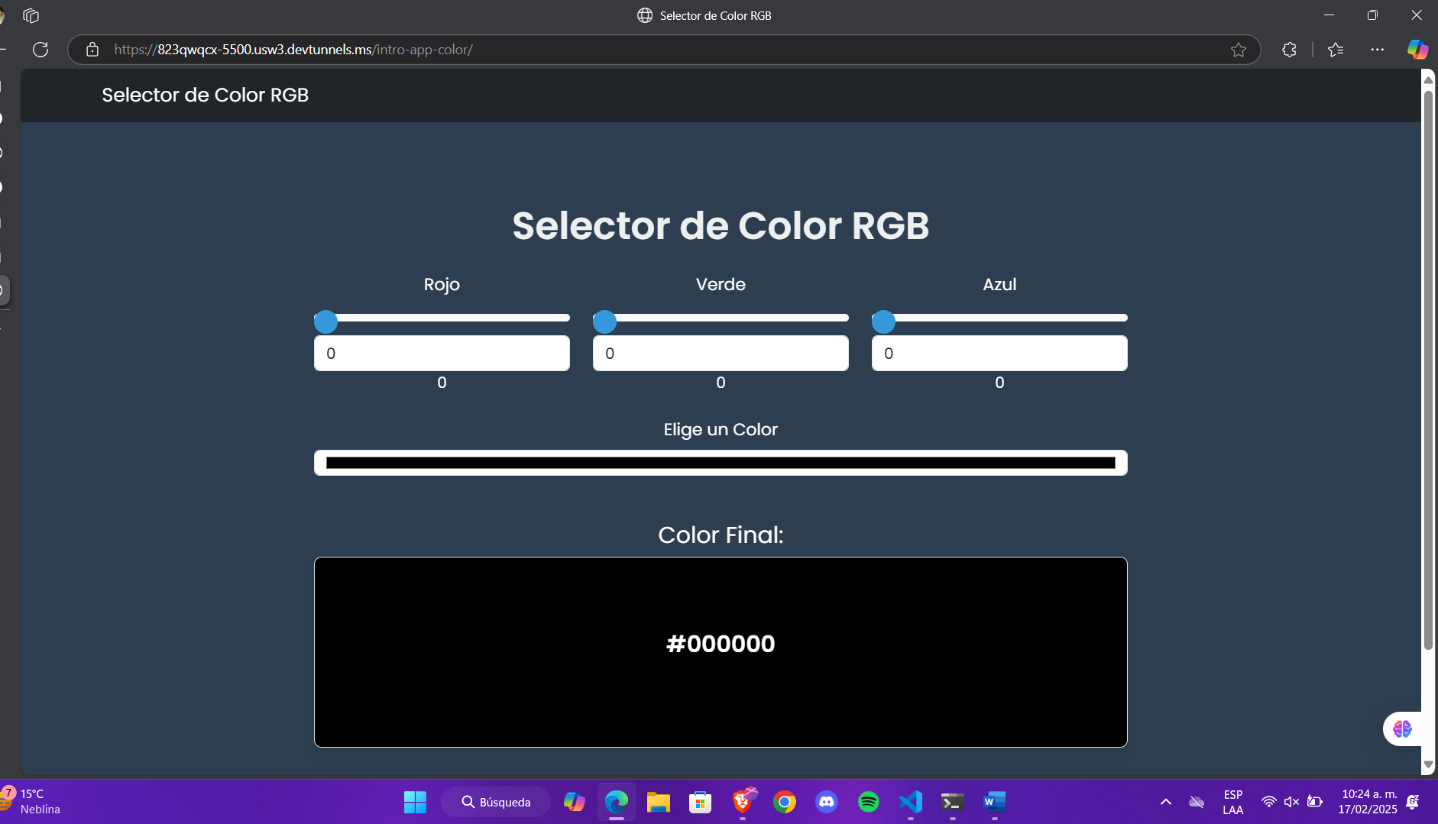 Selector de Color RGB
https://823qwqcx-5500.usw3.devtunnels.ms/intro-app-color/
Selector de Color RGB
Selector de Color RGB
Rojo Verde Azul
0 0 0
0 0 0
Elige un Color
Color Final:
#000000
7
15°C
Neblina
Búsqueda
W
ESP
LAA
10:24 a. m.
17/02/2025